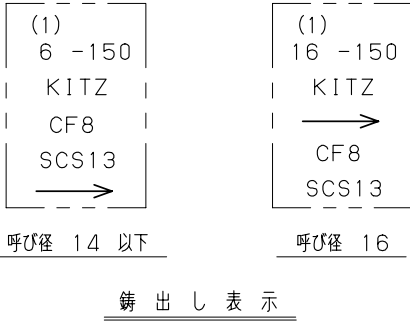 (1)
6 -150
KITZ
CF8
SCS13
呼び径 14 以下
(1)
16 -150
KITZ
CF8
SCS13
呼び径 16
鋳出し表示